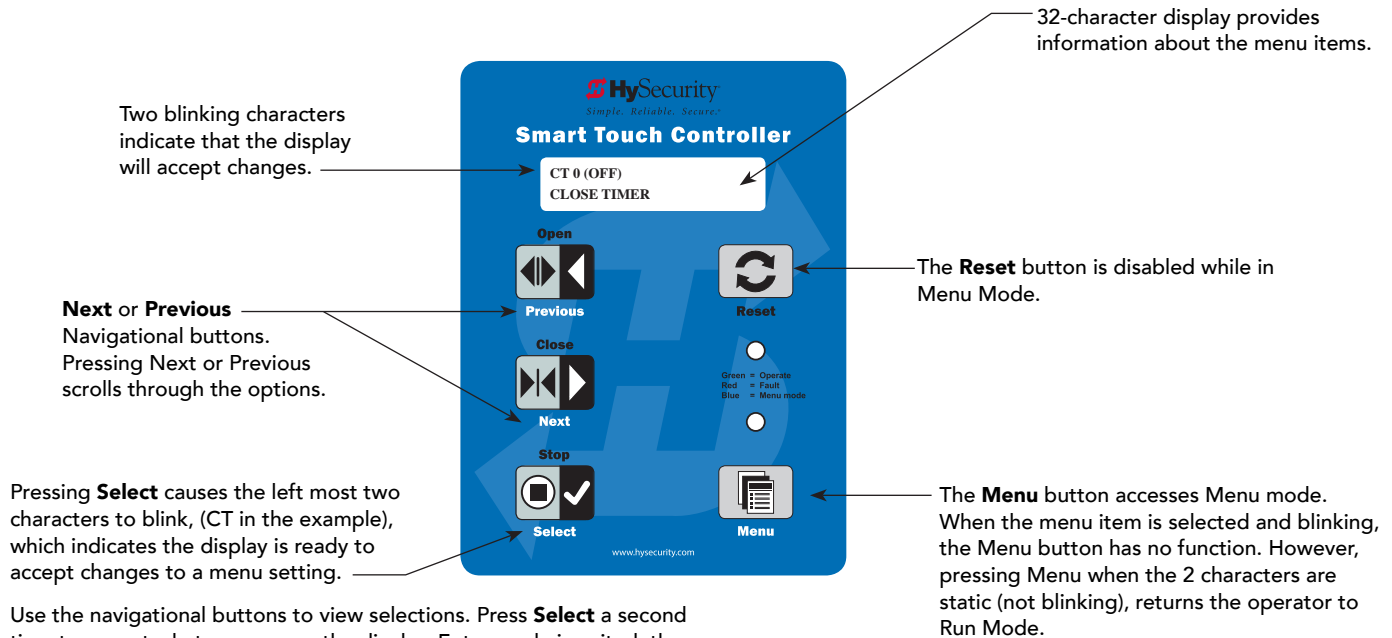 32-character display provides
information about the menu items.
HySecurity
Simple. Reliable. Secure.
Smart Touch Controller
Two blinking characters
indicate that the display
will accept changes.
CT 0 (OFF)
CLOSE TIMER
Open
Previous
Reset
The Reset button is disabled while in
Menu Mode.
Next or Previous
Navigational buttons.
Pressing Next or Previous
scrolls through the options.
Close
Next
Green = Operate
Red = Fault
Blue = Menu mode
Stop
Select
Menu
www.hysecurity.com
Pressing Select causes the left most two
characters to blink, (CT in the example),
which indicates the display is ready to
accept changes to a menu setting.
The Menu button accesses Menu mode.
When the menu item is selected and blinking,
the Menu button has no function. However,
pressing Menu when the 2 characters are
static (not blinking), returns the operator to
Run Mode.
Use the navigational buttons to view selections. Press Select a second